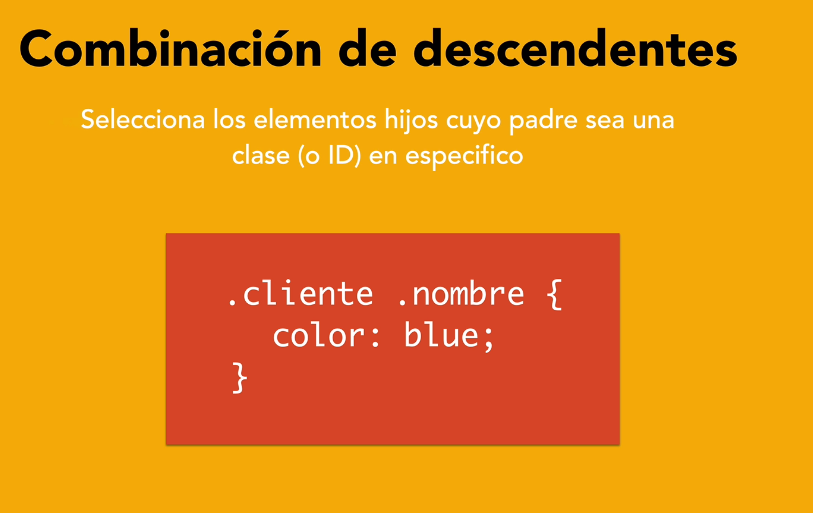 Combinación de descendentes
Selecciona los elementos hijos cuyo padre sea una
clase (o ID) en especifico
.cliente .nombre {
color: blue;
}